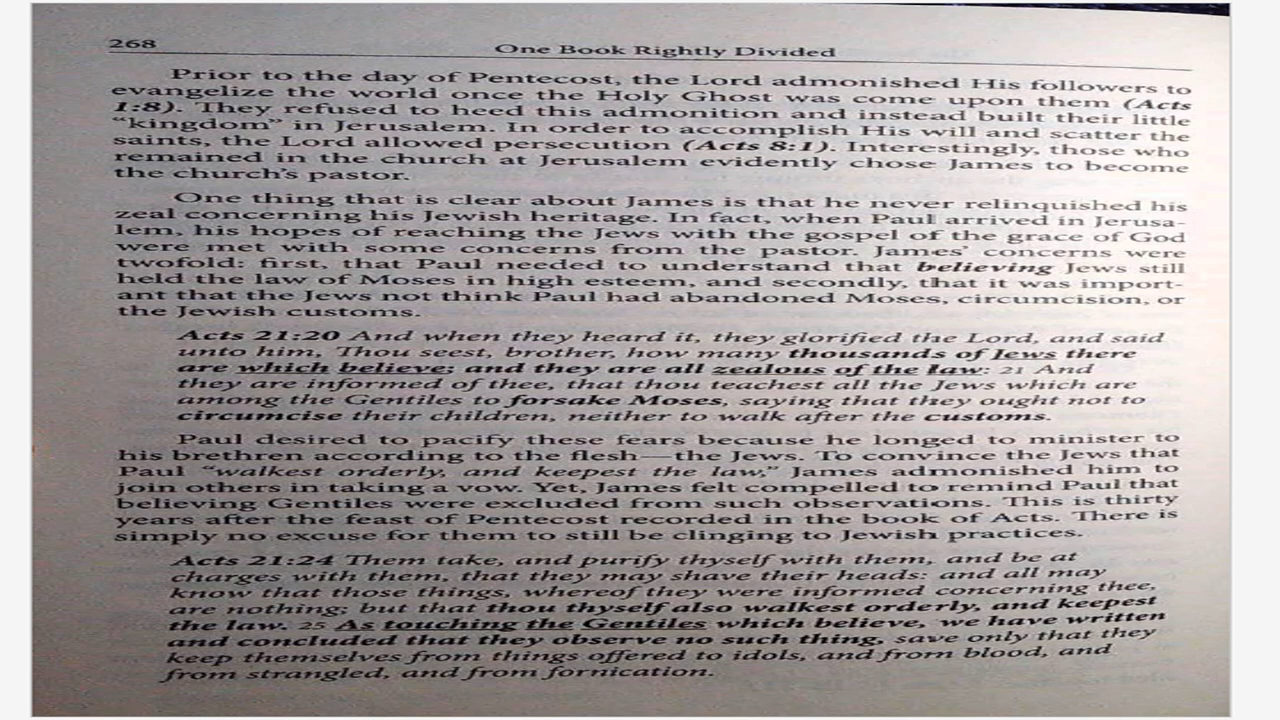 268
One Book Rightly Divided
Prior to the day of Pentecost, the Lord admonished His followers to
evangelize the world once the Holy Ghost was come upon them (Acts
1:8). They refused to heed this admonition and instead built their little
“kingdom” in Jerusalem. In order to accomplish His will and scatter the
saints, the Lord allowed persecution (Acts 8:1). Interestingly, those who
remained in the church at Jerusalem evidently chose James to become
the church’s pastor.
One thing that is clear about James is that he never relinquished his
zeal concerning his Jewish heritage. In fact, when Paul arrived in Jerusa-
lem, his hopes of reaching the Jews with the gospel of the grace of God
were met with some concerns from the pastor. James’ concerns were
twofold: first, that Paul needed to understand that believing Jews still
held the law of Moses in high esteem, and secondly, that it was import-
ant that the Jews not think Paul had abandoned Moses, circumcision, or
the Jewish customs.
Acts 21:20 And when they heard it, they glorified the Lord, and said
unto him, Thou seest, brother, how many thousands of Jews there
are which believe; and they are all zealous of the law: 21 And
they are informed of thee, that thou teachest all the Jews which are
among the Gentiles to forsake Moses, saying that they ought not to
circumcise their children, neither to walk after the customs.
Paul desired to pacify these fears because he longed to minister to
his brethren according to the flesh—the Jews. To convince the Jews that
Paul “walkest orderly, and keepest the law,” James admonished him to
join others in taking a vow. Yet, James felt compelled to remind Paul that
believing Gentiles were excluded from such observations. This is thirty
years after the feast of Pentecost recorded in the book of Acts. There is
simply no excuse for them to still be clinging to Jewish practices.
Acts 21:24 Them take, and purify thyself with them, and be at
charges with them, that they may shave their heads: and all may
know that those things, whereof they were informed concerning thee,
are nothing; but that thou thyself also walkest orderly, and keepest
the law. 25 As touching the Gentiles which believe, we have written
and concluded that they observe no such thing, save only that they
keep themselves from things offered to idols, and from blood, and
from strangled, and from fornication.